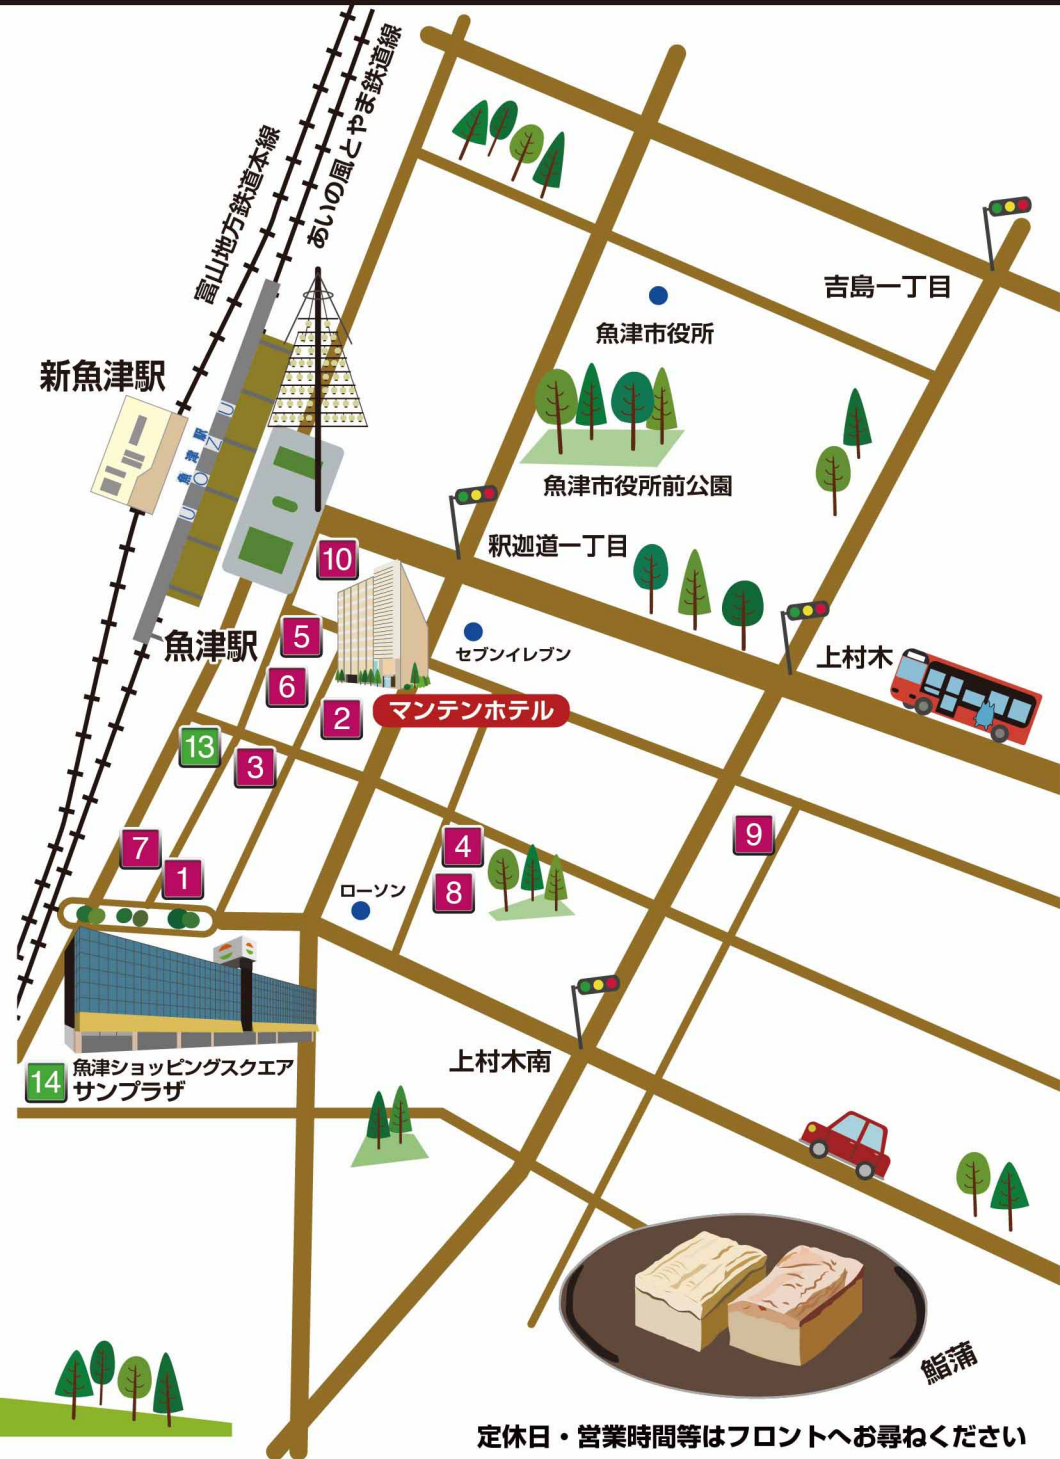 富山地方鉄道本線
あいの風とやま鉄道線
吉島一丁目
魚津市役所
新魚津駅
魚津駅
UOZU
魚津市役所前公園
釈迦道一丁目
10
5
魚津駅
セブンイレブン
上村木
6
2
マンテンホテル
13
3
7
4
9
1
8
ローソン
上村木南
14
魚津ショッピングスクエア
サンプラザ
鮨蒲
定休日・営業時間等はフロントへお尋ねください